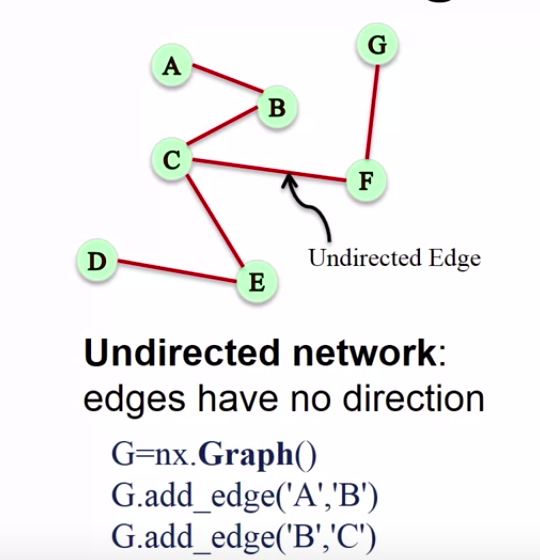 G
A
B
C
F
Undirected Edge
D
E
Undirected network:
edges have no direction
G=nx.Graph()
G.add_edge('A','B')
G.add_edge('B','C')